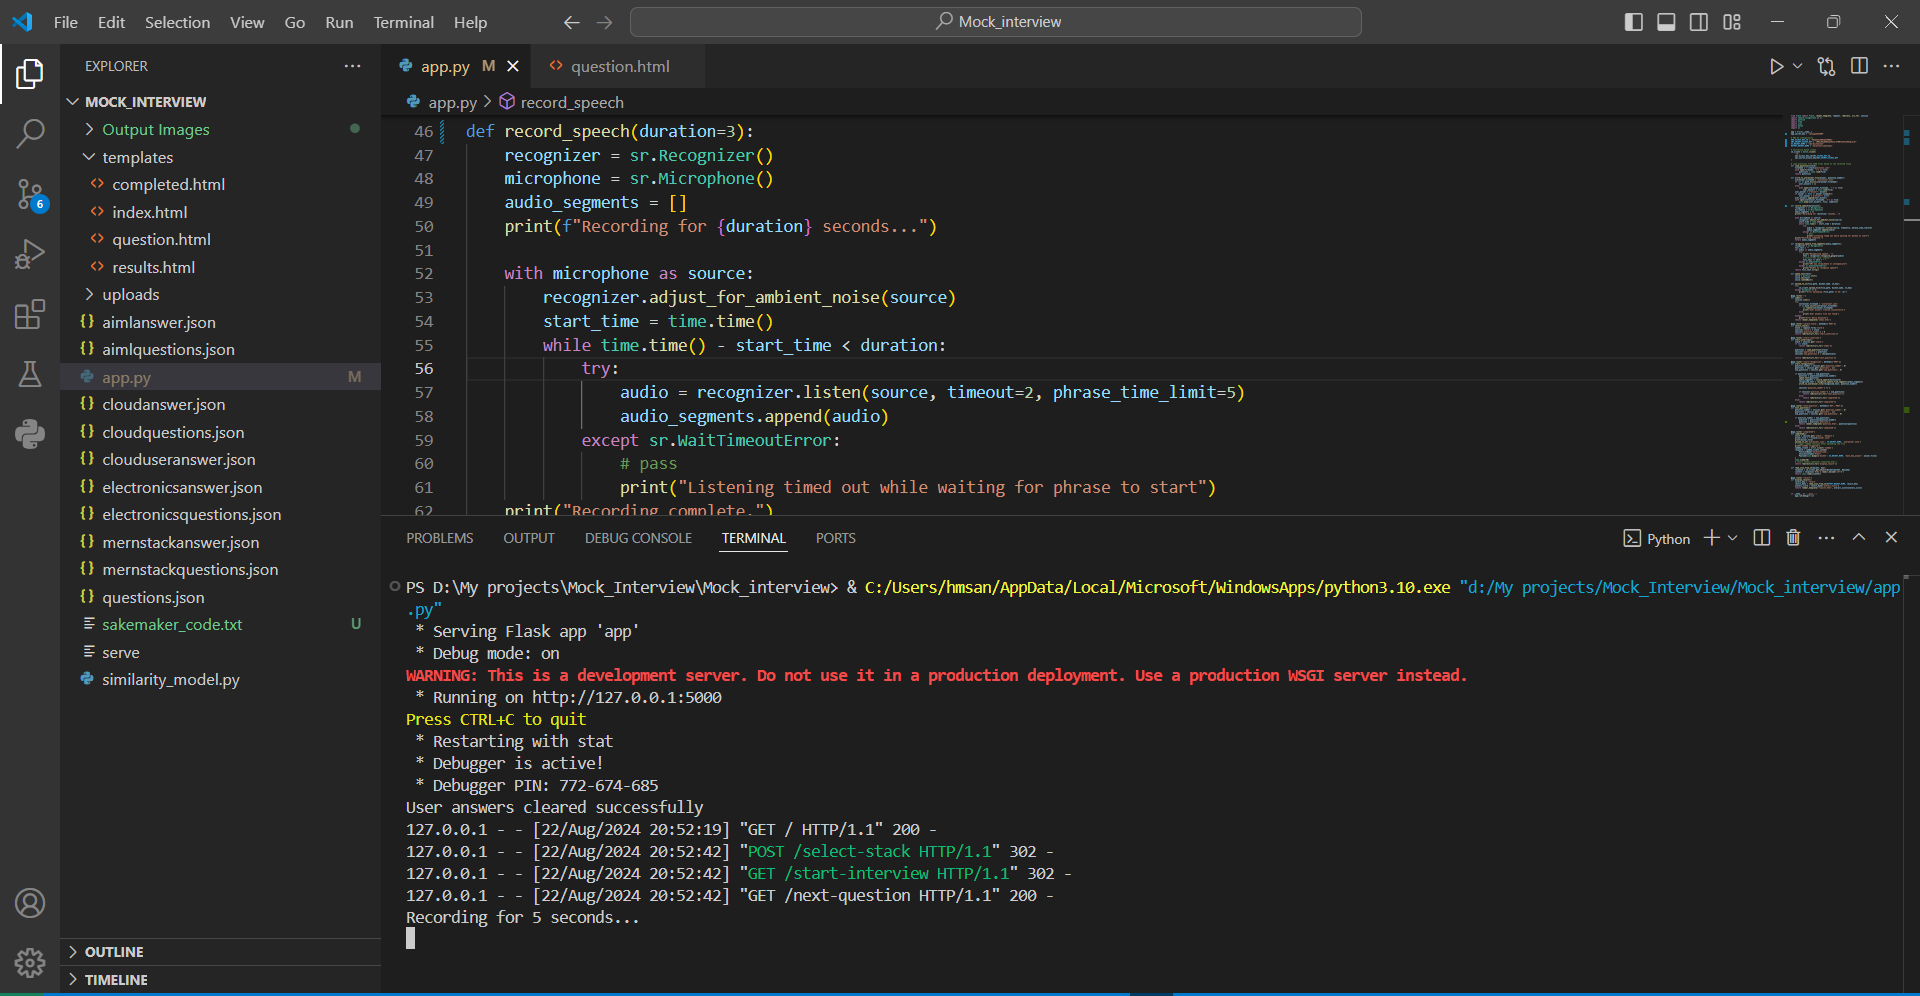 File Edit Selection View Go Run Terminal Help
Mock_interview
EXPLORER
MOCK_INTERVIEW
Output Images
templates
completed.html
index.html
question.html
results.html
uploads
aimlanswer.json
aimlquestions.json
app.py M
cloudanswer.json
cloudquestions.json
clouduseranswer.json
electronicsanswer.json
electronicsquestions.json
mernstackanswer.json
mernstackquestions.json
questions.json
sakemaker_code.txt U
serve
similarity_model.py
OUTLINE
TIMELINE
6
app.py M question.html
app.py > record_speech
46 def record_speech(duration=3):
47 recognizer = sr.Recognizer()
48 microphone = sr.Microphone()
49 audio_segments = []
50 print(f"Recording for {duration} seconds...")
51
52 with microphone as source:
53 recognizer.adjust_for_ambient_noise(source)
54 start_time = time.time()
55 while time.time() - start_time < duration:
56 try:
57 audio = recognizer.listen(source, timeout=2, phrase_time_limit=5)
58 audio_segments.append(audio)
59 except sr.WaitTimeoutError:
60 # pass
61 print("Listening timed out while waiting for phrase to start")
62 print("Recording complete.")
PROBLEMS OUTPUT DEBUG CONSOLE TERMINAL PORTS
Python
PS D:\My projects\Mock_Interview\Mock_interview> & C:/Users/hmsan/AppData/Local/Microsoft/WindowsApps/python3.10.exe "d:/My projects/Mock_Interview/Mock_interview/app
.py"
* Serving Flask app 'app'
* Debug mode: on
WARNING: This is a development server. Do not use it in a production deployment. Use a production WSGI server instead.
* Running on http://127.0.0.1:5000
Press CTRL+C to quit
* Restarting with stat
* Debugger is active!
* Debugger PIN: 772-674-685
User answers cleared successfully
127.0.0.1 - - [22/Aug/2024 20:52:19] "GET / HTTP/1.1" 200 -
127.0.0.1 - - [22/Aug/2024 20:52:42] "POST /select-stack HTTP/1.1" 302 -
127.0.0.1 - - [22/Aug/2024 20:52:42] "GET /start-interview HTTP/1.1" 302 -
127.0.0.1 - - [22/Aug/2024 20:52:42] "GET /next-question HTTP/1.1" 200 -
Recording for 5 seconds...